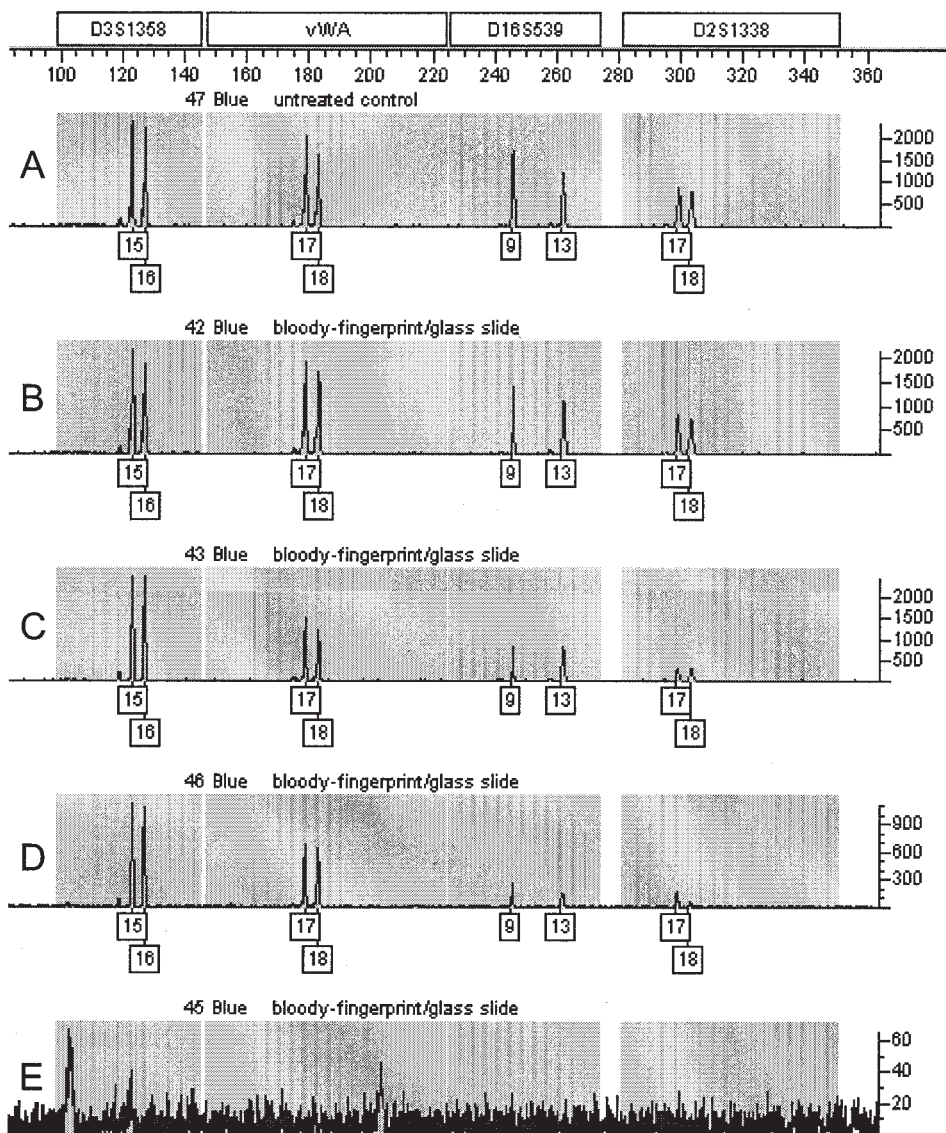 D3S1358 vWA D16S539 D2S1338
100 120 140 160 180 200 220 240 260 280 300 320 340 360
47 Blue untreated control
A
2000
1500
1000
500
15 17 9 13 17
16 18 18
42 Blue bloody-fingerprint/glass slide
B
2000
1500
1000
500
15 17 9 13 17
16 18 18
43 Blue bloody-fingerprint/glass slide
C
2000
1500
1000
500
15 17 9 13 17
16 18 18
46 Blue bloody-fingerprint/glass slide
D
900
600
300
15 17 9 13 17
16 18 18
45 Blue bloody-fingerprint/glass slide
E
60
40
20